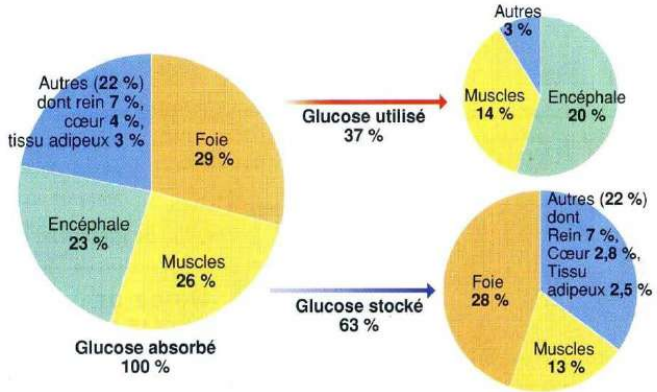 Autres (22 %)
dont rein 7 %,
cœur 4 %,
tissu adipeux 3 %
Foie
29 %
Encéphale
23 %
Muscles
26 %
Glucose absorbé
100 %
Glucose utilisé
37 %
Autres
3 %
Muscles
14 %
Encéphale
20 %
Glucose stocké
63 %
Autres (22 %)
dont
Rein 7 %,
Cœur 2,8 %,
Tissu
adipeux 2,5 %
Foie
28 %
Muscles
13 %